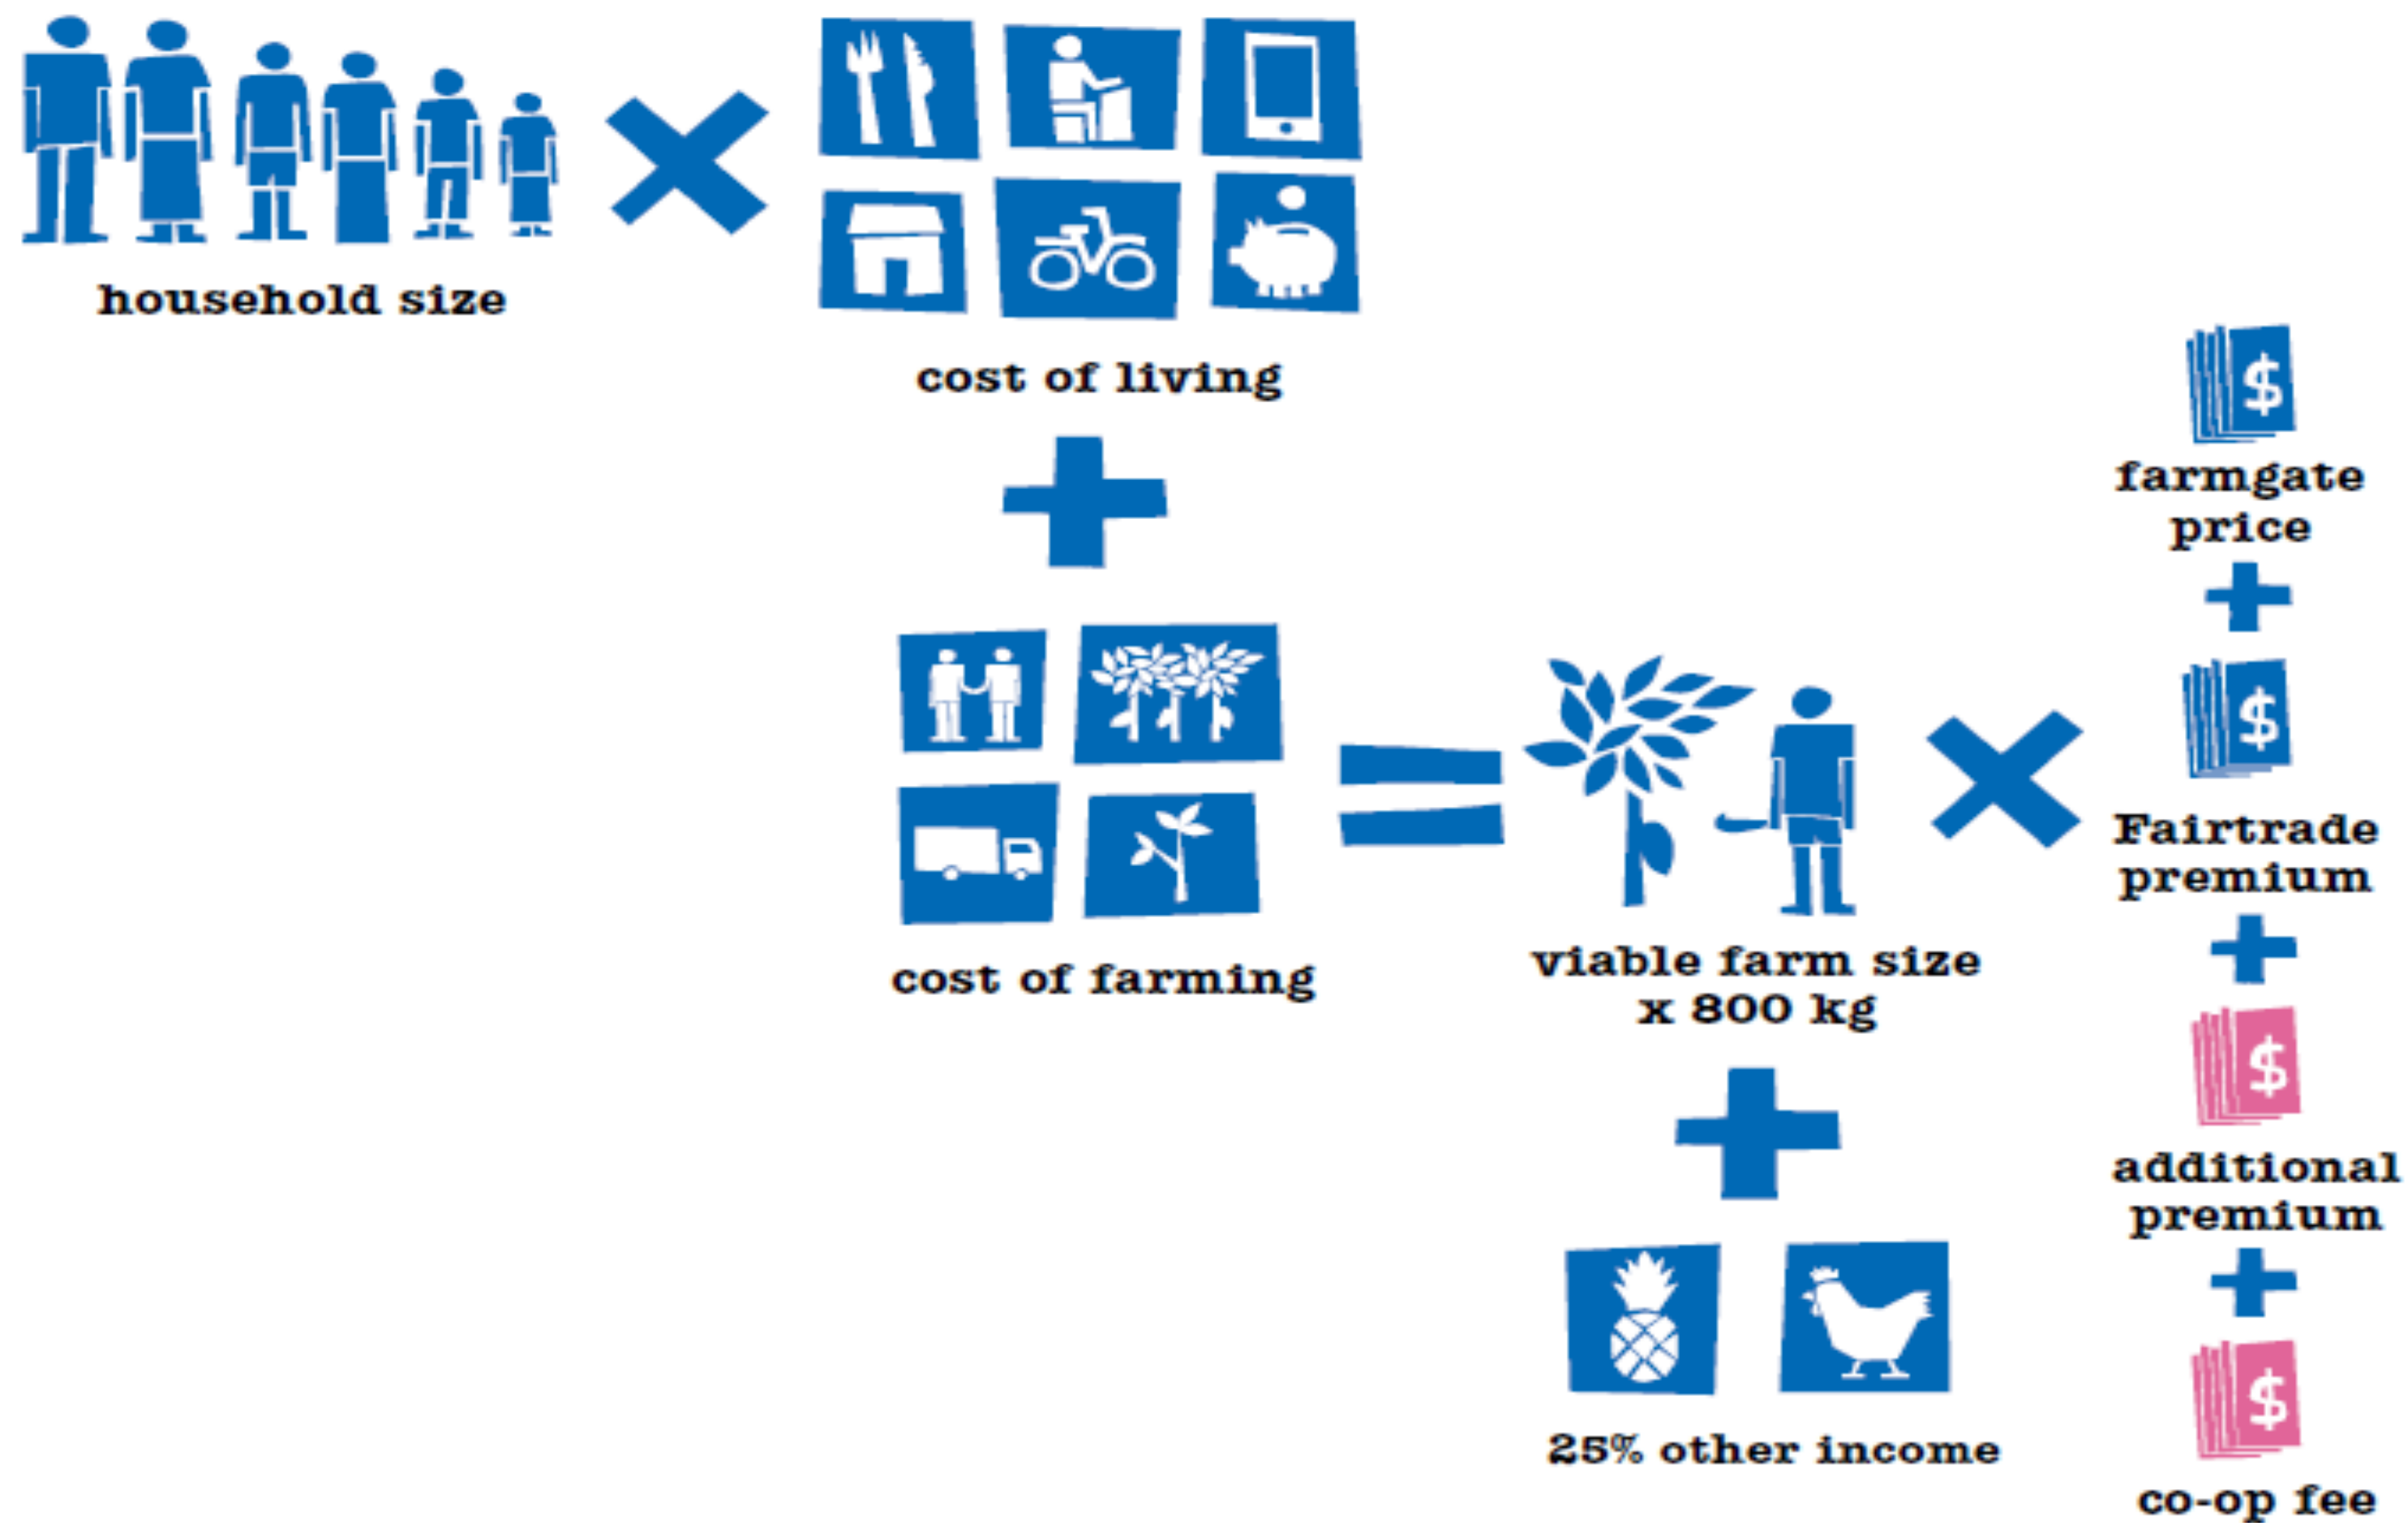 household size
cost of living
cost of farming
viable farm size
x 800 kg
25% other income
$
farmgate
price
$
Fairtrade
premium
$
additional
premium
$
co-op fee